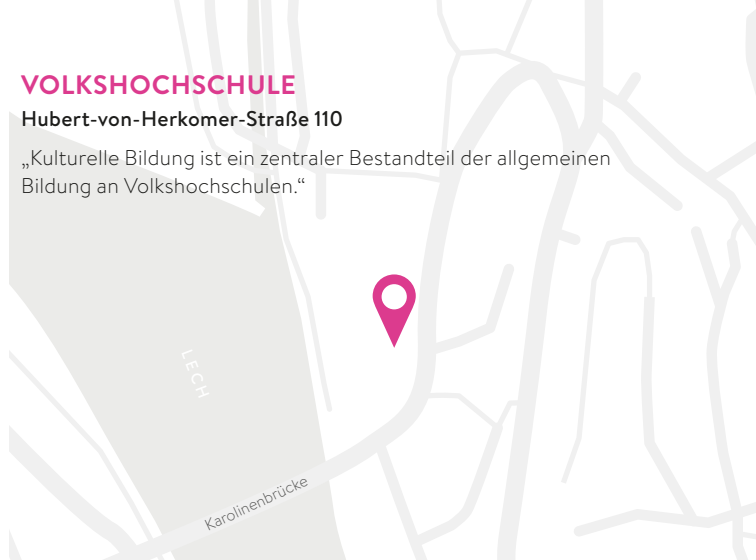 VOLKSHOCHSCHULE
Hubert-von-Herkomer-Straße 110
„Kulturelle Bildung ist ein zentraler Bestandteil der allgemeinen
Bildung an Volkshochschulen.“
LECH
Karolinenbrücke